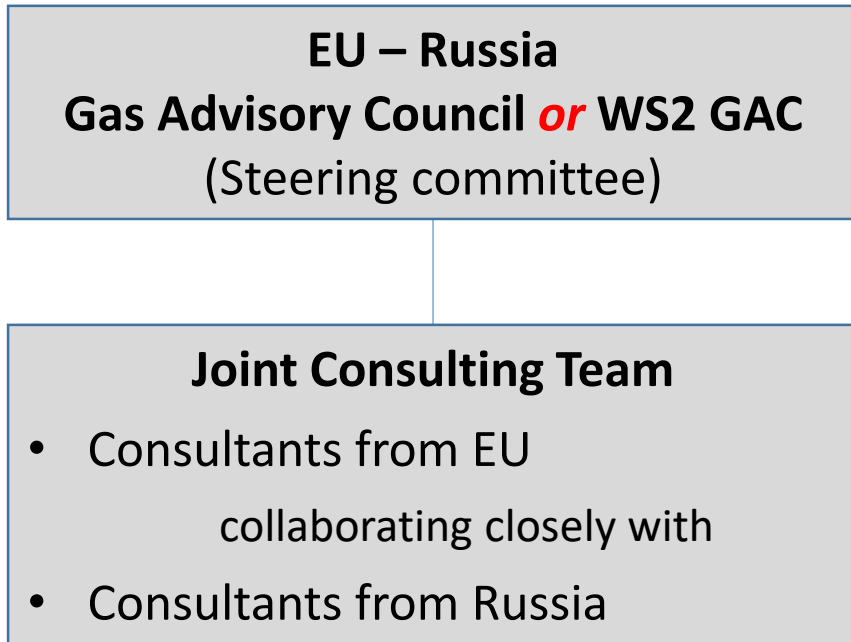 EU – Russia
Gas Advisory Council or WS2 GAC
(Steering committee)
Joint Consulting Team
• Consultants from EU
collaborating closely with
• Consultants from Russia